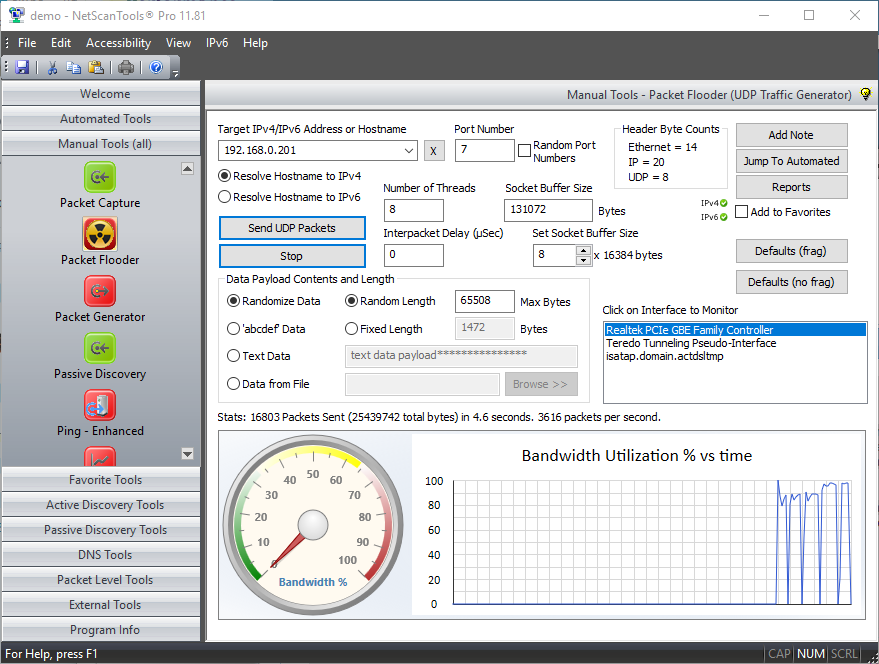 demo - NetScanTools® Pro 11.81
File Edit Accessibility View IPv6 Help
Welcome
Automated Tools
Manual Tools (all)
Packet Capture
Packet Flooder
Packet Generator
Passive Discovery
Ping - Enhanced
Favorite Tools
Active Discovery Tools
Passive Discovery Tools
DNS Tools
Packet Level Tools
External Tools
Program Info
Manual Tools - Packet Flooder (UDP Traffic Generator)
Target IPv4/IPv6 Address or Hostname
192.168.0.201
X
Port Number
7
Random Port
Numbers
Header Byte Counts
Ethernet = 14
IP = 20
UDP = 8
Add Note
Jump To Automated
Reports
Add to Favorites
IPv4
IPv6
Resolve Hostname to IPv4
Resolve Hostname to IPv6
Number of Threads
8
Socket Buffer Size
131072 Bytes
Send UDP Packets
Stop
Interpacket Delay (µSec)
0
Set Socket Buffer Size
8 x 16384 bytes
Defaults (frag)
Defaults (no frag)
Data Payload Contents and Length
Randomize Data Random Length 65508 Max Bytes
'abcdef' Data Fixed Length 1472 Bytes
Text Data text data payload***************
Data from File Browse >>
Click on Interface to Monitor
Realtek PCIe GBE Family Controller
Teredo Tunneling Pseudo-Interface
isatap.domain.actdsltmp
Stats: 16803 Packets Sent (25439742 total bytes) in 4.6 seconds. 3616 packets per second.
0 10 20 30 40 50 60 70 80 90 100
Bandwidth %
Bandwidth Utilization % vs time
100
80
60
40
20
0
For Help, press F1
CAP NUM SCRL